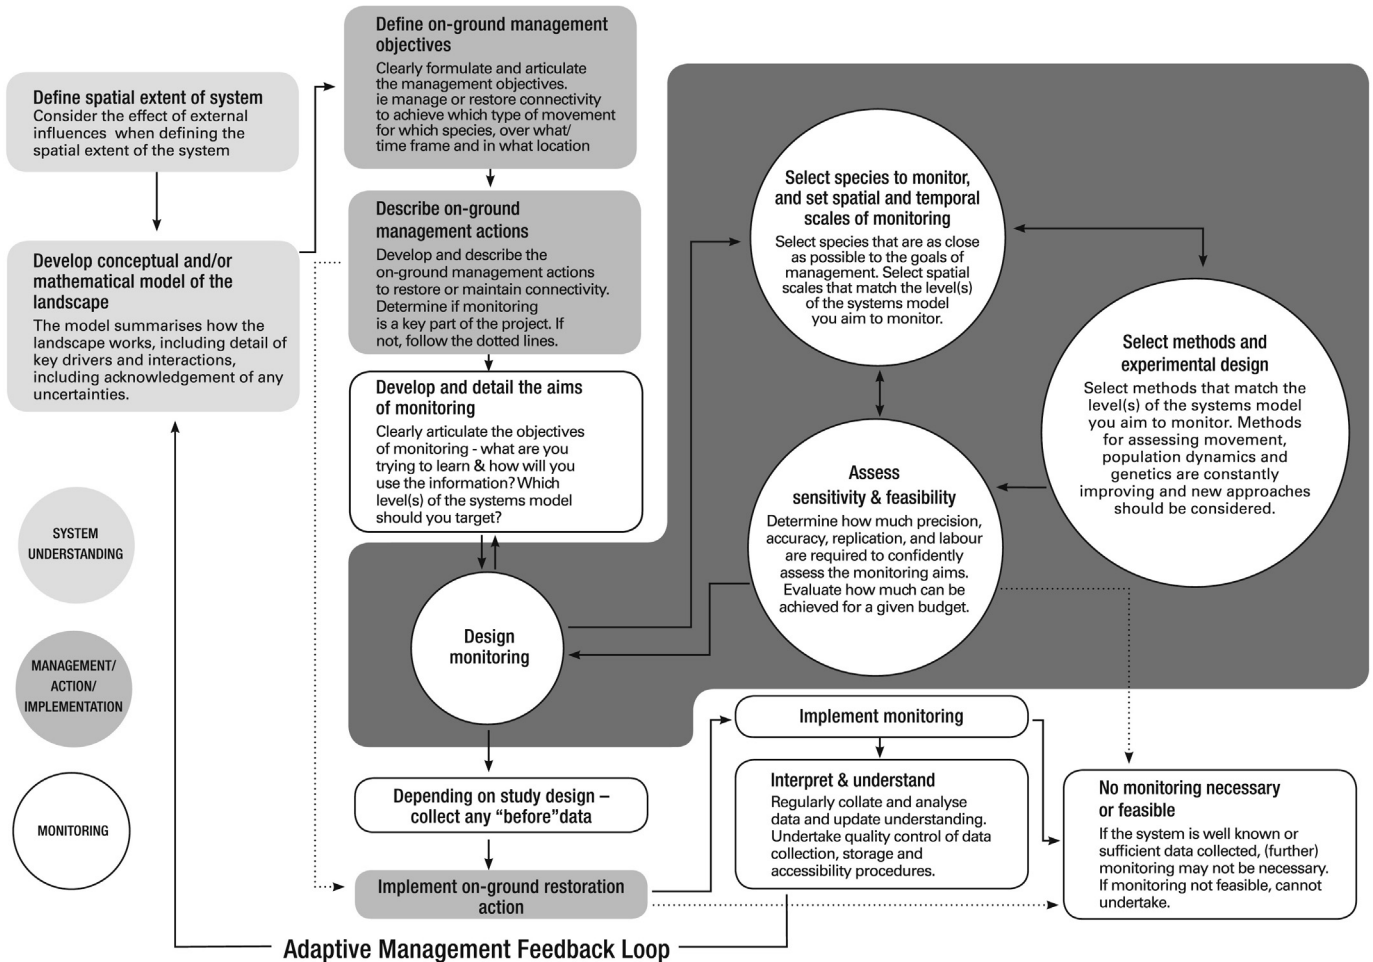 Define spatial extent of system
Consider the effect of external
influences  when defining the
spatial extent of the system
Develop conceptual and/or
mathematical model of the
landscape
The model summarises how the
landscape works, including detail of
key drivers and interactions,
including acknowledgement of any
uncertainties.
Define on-ground management
objectives
Clearly formulate and articulate
the management objectives.
ie manage or restore connectivity
to achieve which type of movement
for which species, over what/
time frame and in what location
Describe on-ground
management actions
Develop and describe the
on-ground management actions
to restore or maintain connectivity.
Determine if monitoring
is a key part of the project. If
not, follow the dotted lines.
Develop and detail the aims
of monitoring
Clearly articulate the objectives
of monitoring - what are you
trying to learn & how will you
use the information? Which
level(s) of the systems model
should you target?
Design
monitoring
Select species to monitor,
and set spatial and temporal
scales of monitoring
Select species that are as close
as possible to the goals of
management. Select spatial
scales that match the level(s)
of the systems model
you aim to monitor.
Select methods and
experimental design
Select methods that match the
level(s) of the systems model
you aim to monitor. Methods
for assessing movement,
population dynamics and
genetics are constantly
improving and new approaches
should be considered.
Assess
sensitivity & feasibility
Determine how much precision,
accuracy, replication, and labour
are required to confidently
assess the monitoring aims.
Evaluate how much can be
achieved for a given budget.
Depending on study design –
collect any “before”data
Implement on-ground restoration
action
Implement monitoring
Interpret & understand
Regularly collate and analyse
data and update understanding.
Undertake quality control of data
collection, storage and
accessibility procedures.
No monitoring necessary
or feasible
If the system is well known or
sufficient data collected, (further)
monitoring may not be necessary.
If monitoring not feasible, cannot
undertake.
Adaptive Management Feedback Loop
SYSTEM
UNDERSTANDING
MANAGEMENT/
ACTION/
IMPLEMENTATION
MONITORING